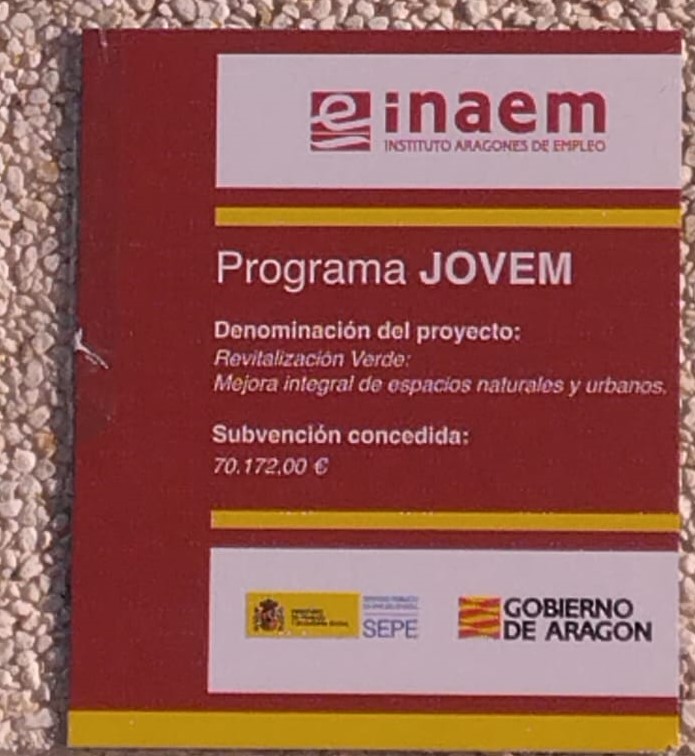 e inaem
INSTITUTO ARAGONES DE EMPLEO
Programa JOVEM
Denominación del proyecto:
Revitalización Verde:
Mejora integral de espacios naturales y urbanos.
Subvención concedida:
70.172,00 €
SEPE
GOBIERNO
DE ARAGON